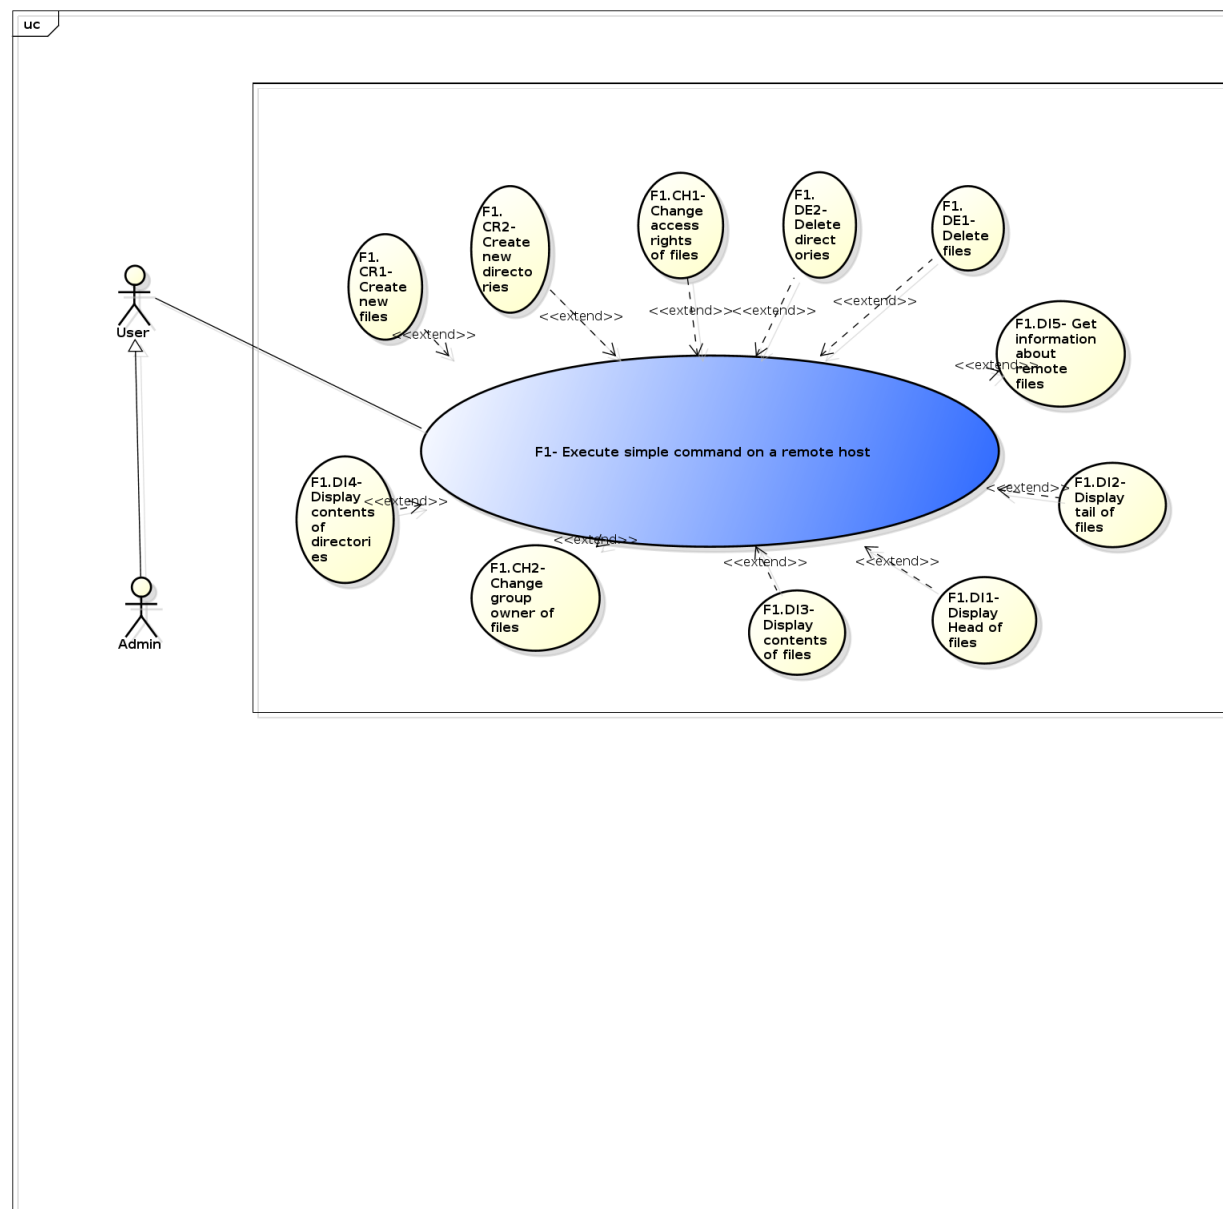 uc
F1.CH1-
Change
access
rights
of files
F1.
DE2-
Delete
direct
ories
F1.
DE1-
Delete
files
F1.
CR2-
Create
new
directo
ries
F1.
CR1-
Create
new
files
<<extend>>
<<extend>>
<<extend>>
<<extend>>
<<extend>>
User
F1.DI5- Get
information
about
remote
files
<<extend>>
F1- Execute simple command on a remote host
F1.DI4-
Display
contents
of
directori
es
<<extend>>
<<extend>>
F1.DI2-
Display
tail of
files
<<extend>>
<<extend>>
<<extend>>
F1.CH2-
Change
group
owner of
files
F1.DI3-
Display
contents
of files
F1.DI1-
Display
Head of
files
Admin